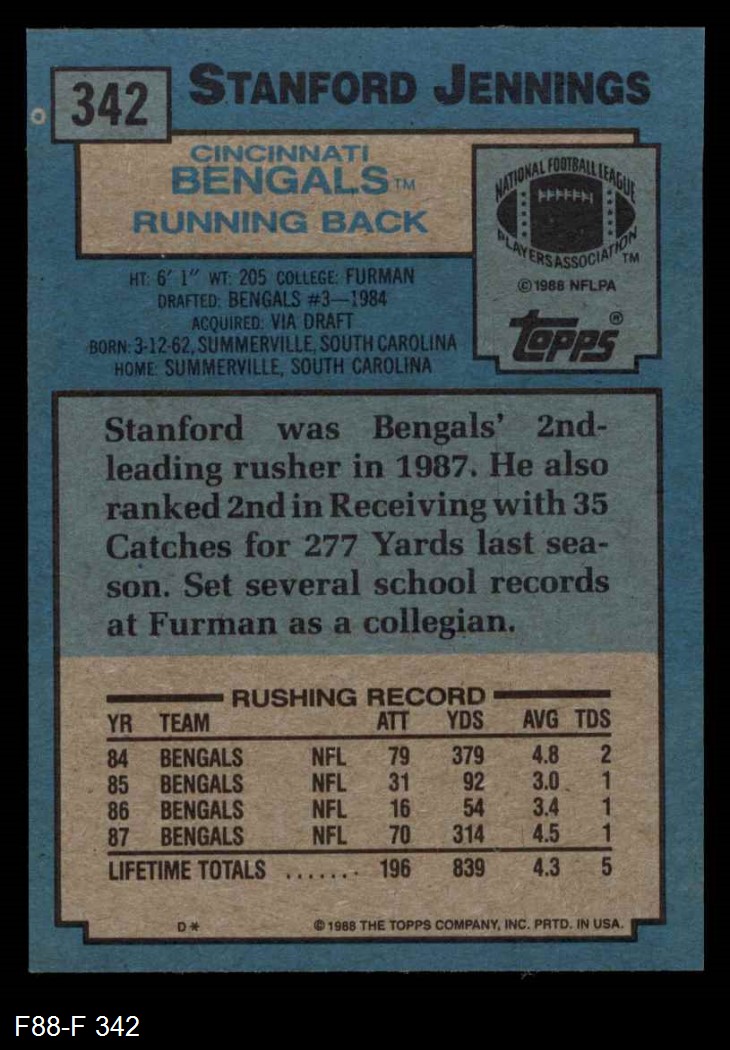 342
STANFORD JENNINGS
CINCINNATI
BENGALS™
RUNNING BACK
NATIONAL FOOTBALL LEAGUE
PLAYERS ASSOCIATION™
©1988 NFLPA
TOPPS®
HT: 6' 1" WT: 205 COLLEGE: FURMAN
DRAFTED: BENGALS #3—1984
ACQUIRED: VIA DRAFT
BORN: 3-12-62, SUMMERVILLE, SOUTH CAROLINA
HOME: SUMMERVILLE, SOUTH CAROLINA
Stanford was Bengals' 2nd-
leading rusher in 1987. He also
ranked 2nd in Receiving with 35
Catches for 277 Yards last sea-
son. Set several school records
at Furman as a collegian.
RUSHING RECORD
YR TEAM ATT YDS AVG TDS
84 BENGALS NFL 79 379 4.8 2
85 BENGALS NFL 31 92 3.0 1
86 BENGALS NFL 16 54 3.4 1
87 BENGALS NFL 70 314 4.5 1
LIFETIME TOTALS ....... 196 839 4.3 5
D* ©1988 THE TOPPS COMPANY, INC. PRTD. IN USA.
F88-F 342